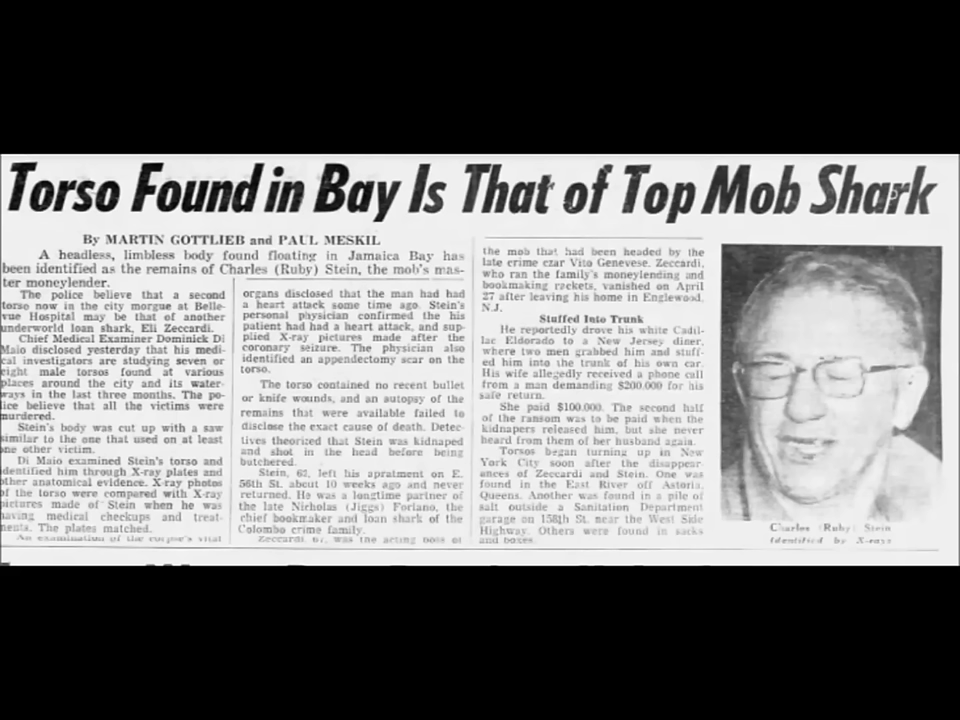 Torso Found in Bay Is That of Top Mob Shark
By MARTIN GOTTLIEB and PAUL MESKIL
A headless, limbless body found floating in Jamaica Bay has
been identified as the remains of Charles (Ruby) Stein, the mob's mas-
ter moneylender.
The police believe that a second
torso now in the city morgue at Belle-
vue Hospital may be that of another
underworld loan shark, Eli Zeccardi.
Chief Medical Examiner Dominick Di
Maio disclosed yesterday that his medi-
cal investigators are studying seven or
eight male torsos found at various
places around the city and its water-
ways in the last three months. The po-
lice believe that all the victims were
murdered.
Stein's body was cut up with a saw
similar to the one that used on at least
one other victim.
Di Maio examined Stein's torso and
identified him through X-ray plates and
other anatomical evidence. X-ray photos
of the torso were compared with X-ray
pictures made of Stein when he was
having medical checkups and treat-
ments. The plates matched.
An examination of the corpse's vital
organs disclosed that the man had had
a heart attack some time ago. Stein's
personal physician confirmed the his
patient had had a heart attack, and sup-
plied X-ray pictures made after the
coronary seizure. The physician also
identified an appendectomy scar on the
torso.
The torso contained no recent bullet
or knife wounds, and an autopsy of the
remains that were available failed to
disclose the exact cause of death. Detec-
tives theorized that Stein was kidnaped
and shot in the head before being
butchered.
Stein, 62, left his apratment on E.
56th St. about 10 weeks ago and never
returned. He was a longtime partner of
the late Nicholas (Jiggs) Forlano, the
chief bookmaker and loan shark of the
Colombo crime family.
Zeccardi 67, was the acting boss of
the mob that had been headed by the
late crime czar Vito Genevese. Zeccardi,
who ran the family's moneylending and
bookmaking rackets, vanished on April
27 after leaving his home in Englewood,
N.J.
Stuffed Into Trunk
He reportedly drove his white Cadil-
lac Eldorado to a New Jersey diner,
where two men grabbed him and stuff-
ed him into the trunk of his own car.
His wife allegedly received a phone call
from a man demanding $200,000 for his
safe return.
She paid $100,000. The second half
of the ransom was to be paid when the
kidnapers released him, but she never
heard from them of her husband again.
Torsos began turning up in New
York City soon after the disappear-
ances of Zeccardi and Stein. One was
found in the East River off Astoria,
Queens. Another was found in a pile of
salt outside a Sanitation Department
garage on 158th St. near the West Side
Highway. Others were found in sacks
and boxes.
Charles (Ruby) Stein
Identified by X-rays